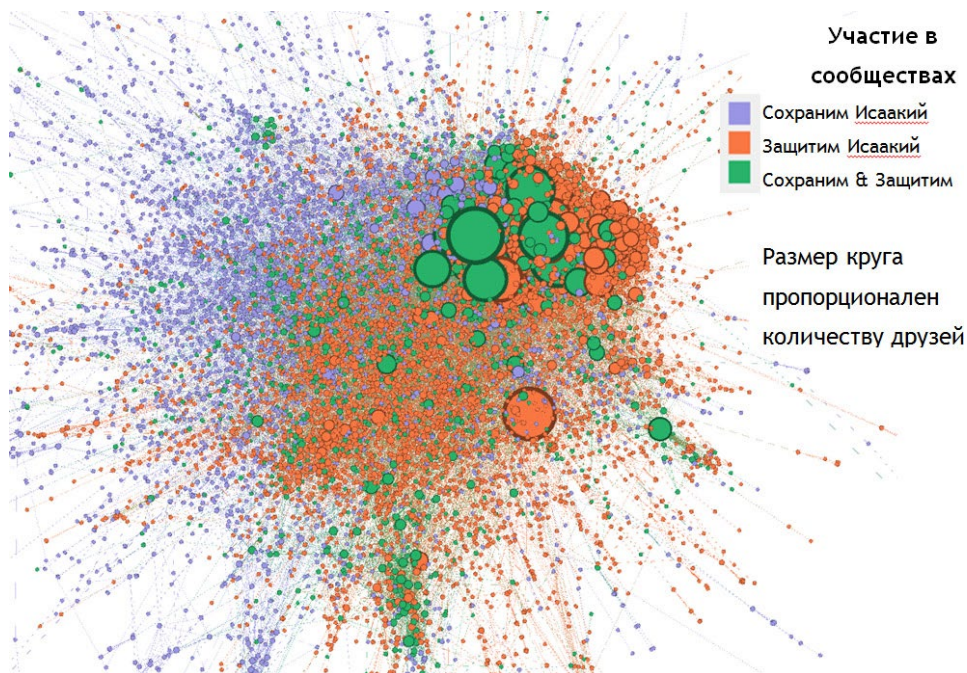 Участие в
сообществах
Сохраним Исаакий
Защитим Исаакий
Сохраним & Защитим
Размер круга
пропорционален
количеству друзей